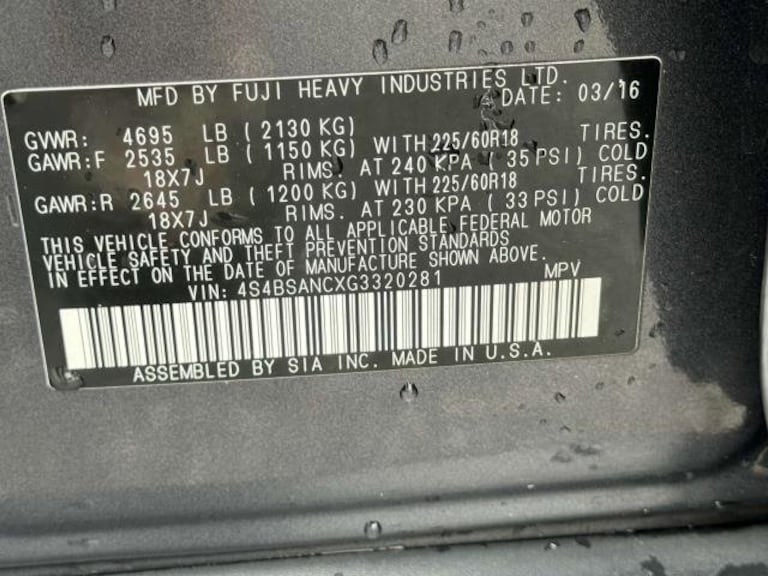 MFD BY FUJI HEAVY INDUSTRIES LTD.
DATE: 03/16
GVWR: 4695 LB (2130 KG)
GAWR:F 2535 LB (1150 KG) WITH 225/60R18 TIRES.
18X7J RIMS. AT 240 KPA (35 PSI) COLD
GAWR:R 2645 LB (1200 KG) WITH 225/60R18 TIRES.
18X7J RIMS. AT 230 KPA (33 PSI) COLD
THIS VEHICLE CONFORMS TO ALL APPLICABLE FEDERAL MOTOR
VEHICLE SAFETY AND THEFT PREVENTION STANDARDS
IN EFFECT ON THE DATE OF MANUFACTURE SHOWN ABOVE.
VIN: 4S4BSANCXG3320281 MPV
ASSEMBLED BY SIA INC. MADE IN U.S.A.